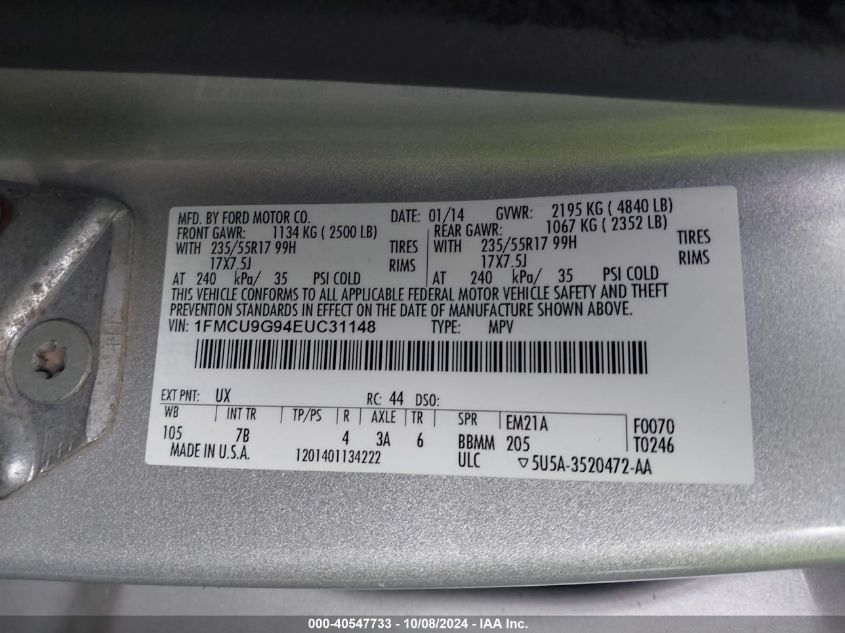 MFD. BY FORD MOTOR CO. DATE: 01/14 GVWR: 2195 KG ( 4840 LB)
FRONT GAWR: 1134 KG ( 2500 LB) REAR GAWR: 1067 KG ( 2352 LB)
WITH 235/55R17 99H TIRES WITH 235/55R17 99H TIRES
17X7.5J RIMS 17X7.5J RIMS
AT 240 kPa/ 35 PSI COLD AT 240 kPa/ 35 PSI COLD
THIS VEHICLE CONFORMS TO ALL APPLICABLE FEDERAL MOTOR VEHICLE SAFETY AND THEFT
PREVENTION STANDARDS IN EFFECT ON THE DATE OF MANUFACTURE SHOWN ABOVE.
VIN: 1FMCU9G94EUC31148 TYPE: MPV
EXT PNT: UX RC: 44 DSO:
WB INT TR TP/PS R AXLE TR SPR EM21A F0070
105 7B 4 3A 6 BBMM 205 T0246
MADE IN U.S.A. 1201401134222 ULC ▽5U5A-3520472-AA
000-40547733 - 10/08/2024 - IAA Inc.